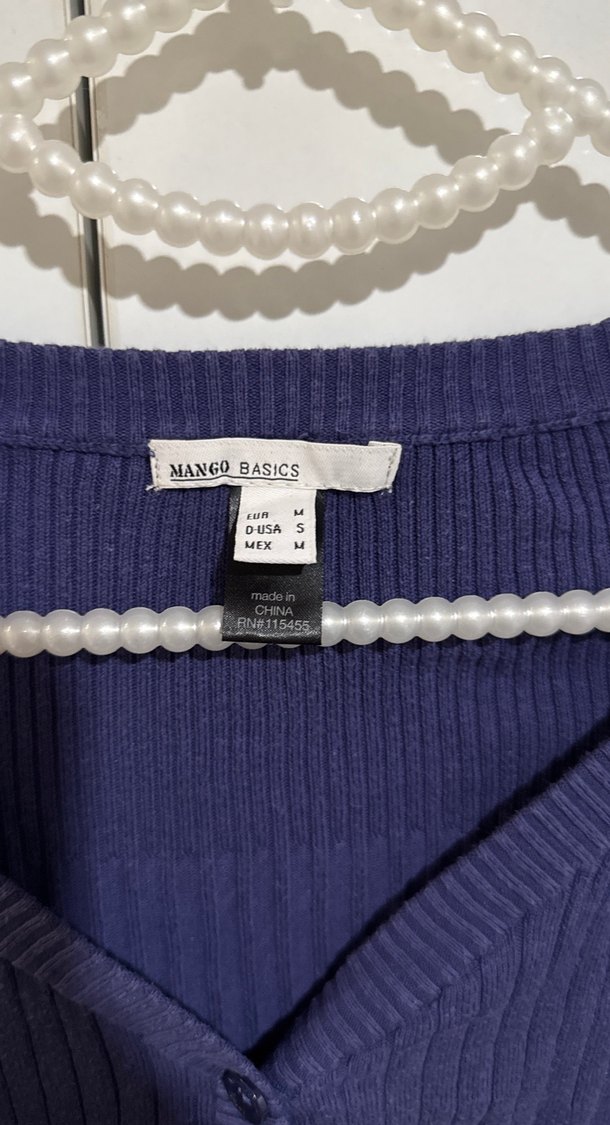 MANGO BASICS
EUR M
D-USA S
MEX M
made in
CHINA
RN#115455